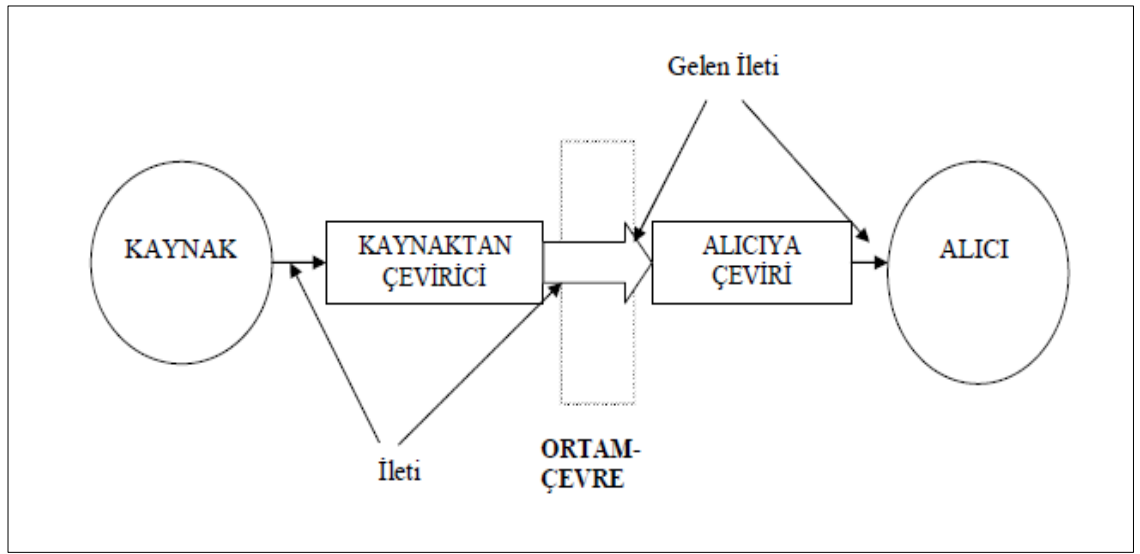 Gelen İleti
KAYNAK
KAYNAKTAN
ÇEVİRİCİ
ALICIYA
ÇEVİRİ
ALICI
İleti
ORTAM-
ÇEVRE